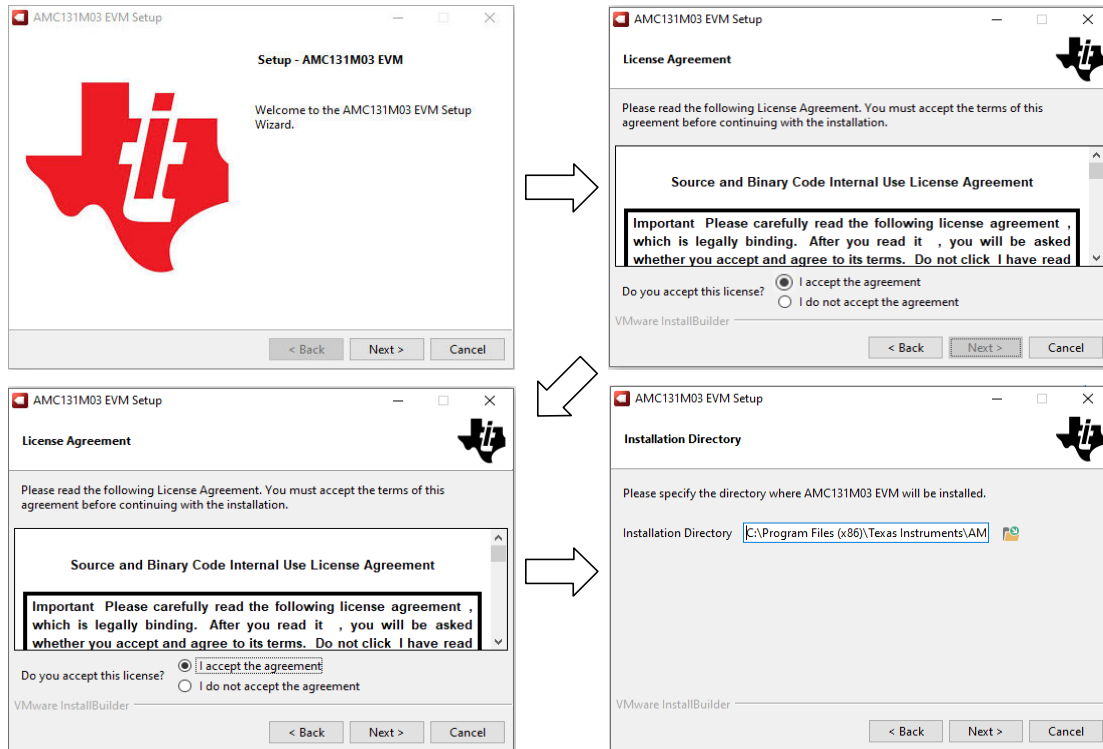 AMC131M03 EVM Setup
Setup - AMC131M03 EVM
Welcome to the AMC131M03 EVM Setup
Wizard.
< Back Next > Cancel
AMC131M03 EVM Setup
License Agreement
Please read the following License Agreement. You must accept the terms of this
agreement before continuing with the installation.
Source and Binary Code Internal Use License Agreement
Important Please carefully read the following license agreement ,
which is legally binding. After you read it , you will be asked
whether you accept and agree to its terms. Do not click I have read
Do you accept this license?
I accept the agreement
I do not accept the agreement
VMware InstallBuilder
< Back Next > Cancel
AMC131M03 EVM Setup
License Agreement
Please read the following License Agreement. You must accept the terms of this
agreement before continuing with the installation.
Source and Binary Code Internal Use License Agreement
Important Please carefully read the following license agreement ,
which is legally binding. After you read it , you will be asked
whether you accept and agree to its terms. Do not click I have read
Do you accept this license?
I accept the agreement
I do not accept the agreement
VMware InstallBuilder
< Back Next > Cancel
AMC131M03 EVM Setup
Installation Directory
Please specify the directory where AMC131M03 EVM will be installed.
Installation Directory C:\Program Files (x86)\Texas Instruments\AM
VMware InstallBuilder
< Back Next > Cancel